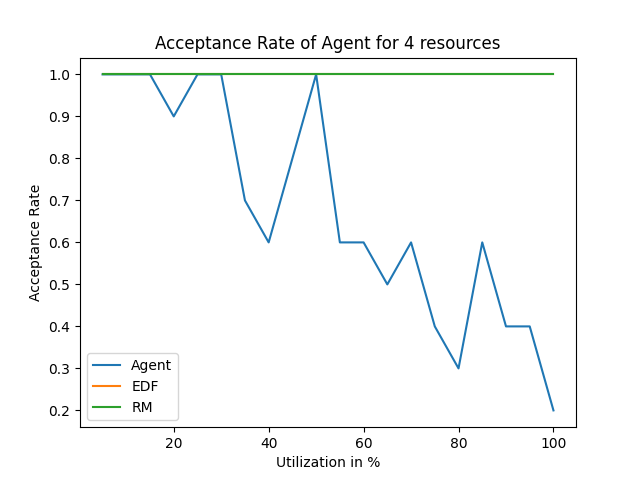 Acceptance Rate of Agent for 4 resources
1.0
0.9
0.8
0.7
0.6
0.5
0.4
0.3
0.2
Acceptance Rate
Agent
EDF
RM
20 40 60 80 100
Utilization in %